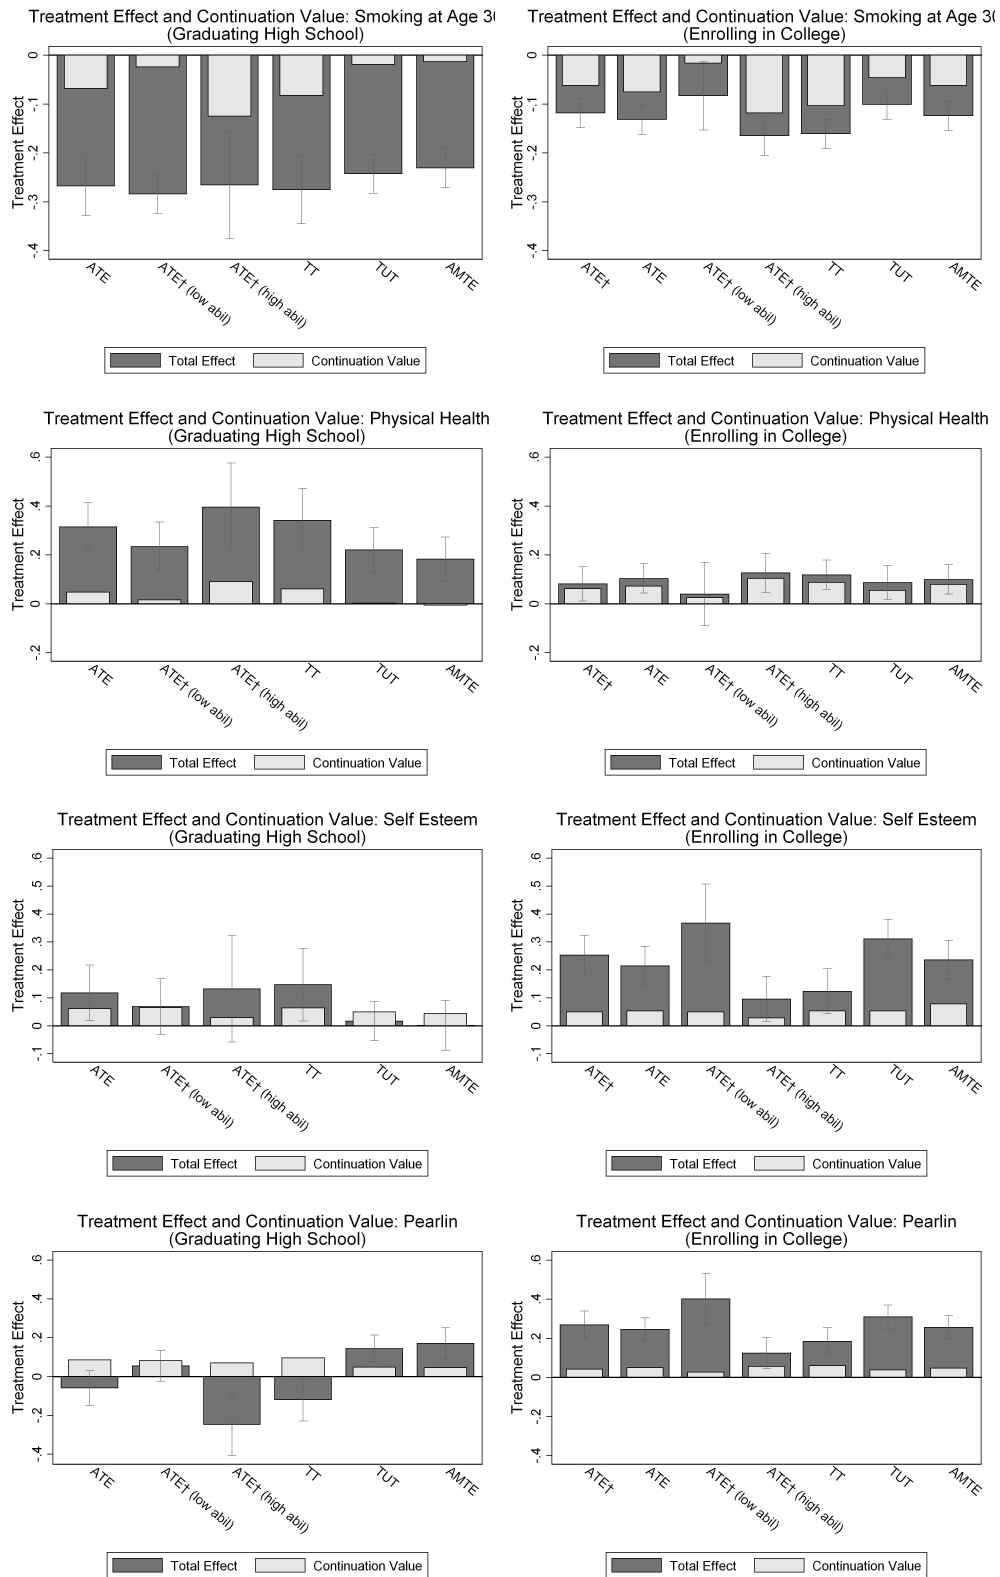 Treatment Effect and Continuation Value: Smoking at Age 30
(Graduating High School)
Treatment Effect
0
-.1
-.2
-.3
-.4
ATE
ATE† (low abil)
ATE† (high abil)
TT
TUT
AMTE
Total Effect
Continuation Value
Treatment Effect and Continuation Value: Smoking at Age 30
(Enrolling in College)
Treatment Effect
0
-.1
-.2
-.3
-.4
ATE†
ATE
ATE† (low abil)
ATE† (high abil)
TT
TUT
AMTE
Total Effect
Continuation Value
Treatment Effect and Continuation Value: Physical Health
(Graduating High School)
Treatment Effect
.6
.4
.2
0
-.2
ATE
ATE† (low abil)
ATE† (high abil)
TT
TUT
AMTE
Total Effect
Continuation Value
Treatment Effect and Continuation Value: Physical Health
(Enrolling in College)
Treatment Effect
.6
.4
.2
0
-.2
ATE†
ATE
ATE† (low abil)
ATE† (high abil)
TT
TUT
AMTE
Total Effect
Continuation Value
Treatment Effect and Continuation Value: Self Esteem
(Graduating High School)
Treatment Effect
.6
.5
.4
.3
.2
.1
0
-.1
ATE
ATE† (low abil)
ATE† (high abil)
TT
TUT
AMTE
Total Effect
Continuation Value
Treatment Effect and Continuation Value: Self Esteem
(Enrolling in College)
Treatment Effect
.6
.5
.4
.3
.2
.1
0
-.1
ATE†
ATE
ATE† (low abil)
ATE† (high abil)
TT
TUT
AMTE
Total Effect
Continuation Value
Treatment Effect and Continuation Value: Pearlin
(Graduating High School)
Treatment Effect
.6
.4
.2
0
-.2
-.4
ATE
ATE† (low abil)
ATE† (high abil)
TT
TUT
AMTE
Total Effect
Continuation Value
Treatment Effect and Continuation Value: Pearlin
(Enrolling in College)
Treatment Effect
.6
.4
.2
0
-.2
-.4
ATE†
ATE
ATE† (low abil)
ATE† (high abil)
TT
TUT
AMTE
Total Effect
Continuation Value